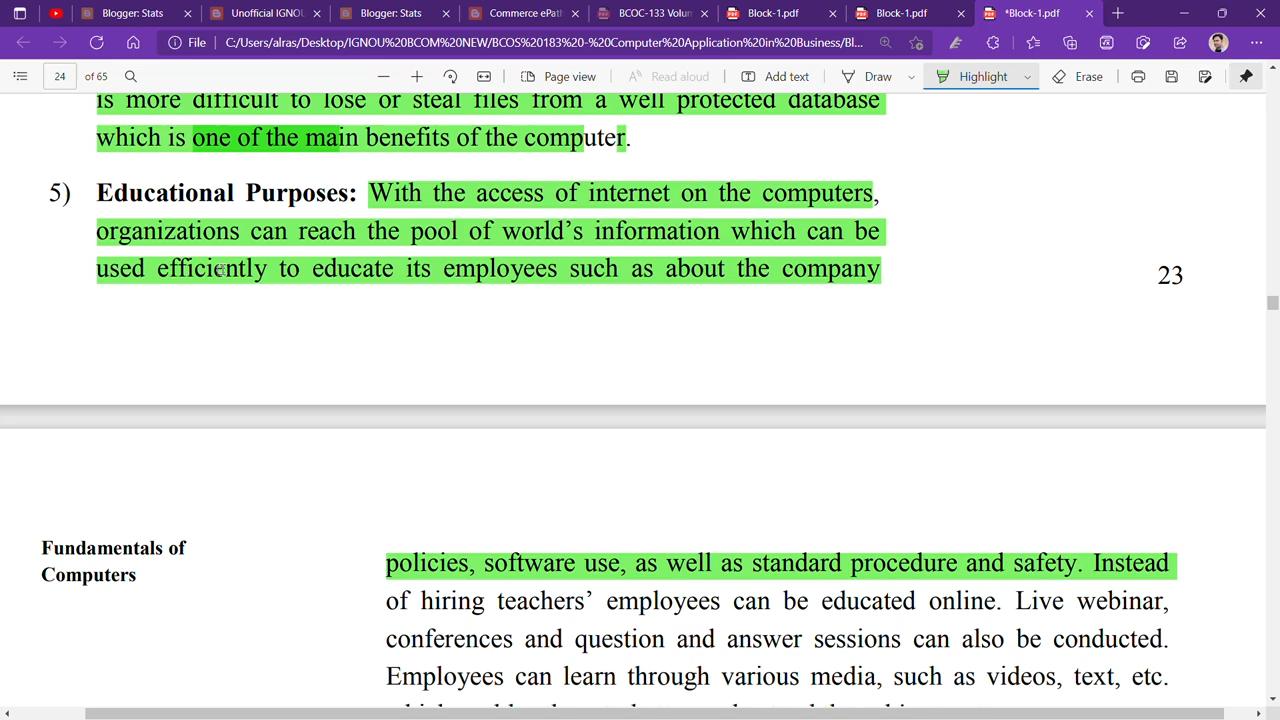 Blogger: Stats
Unofficial IGNOU
Blogger: Stats
Commerce ePath
BCOC-133 Volum
Block-1.pdf
Block-1.pdf
*Block-1.pdf
File
C:/Users/alras/Desktop/IGNOU%20BCOM%20NEW/BCOS%20183%20-%20Computer%20Application%20in%20Business/Bl...
24
of 65
Page view
Read aloud
Add text
Draw
Highlight
Erase
is more difficult to lose or steal files from a well protected database
which is one of the main benefits of the computer.
5) Educational Purposes: With the access of internet on the computers,
organizations can reach the pool of world's information which can be
used efficiently to educate its employees such as about the company
23
Fundamentals of
Computers
policies, software use, as well as standard procedure and safety. Instead
of hiring teachers' employees can be educated online. Live webinar,
conferences and question and answer sessions can also be conducted.
Employees can learn through various media, such as videos, text, etc.